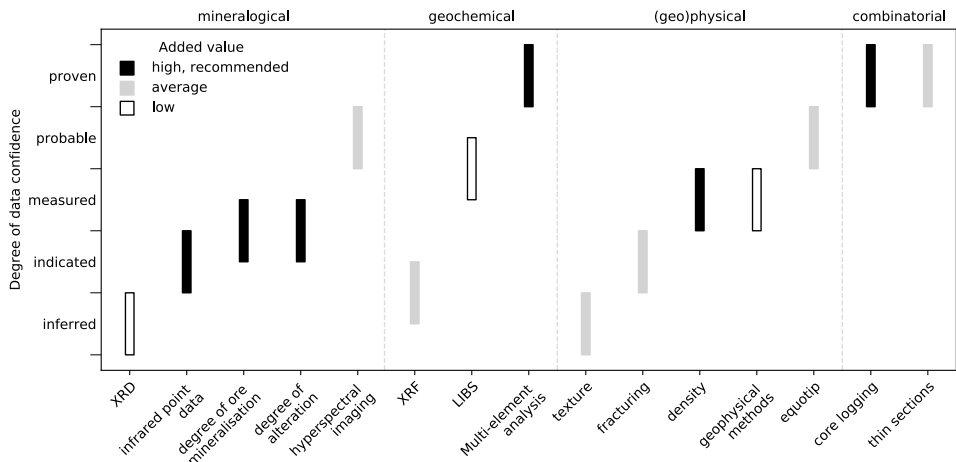 mineralogical geochemical (geo)physical combinatorial
Added value
high, recommended
average
low
Degree of data confidence
proven
probable
measured
indicated
inferred
XRD
infrared point
data
degree of ore
mineralisation
degree of
alteration
hyperspectral
imaging
XRF
LIBS
Multi-element
analysis
texture
fracturing
density
geophysical
methods
equotip
core logging
thin sections